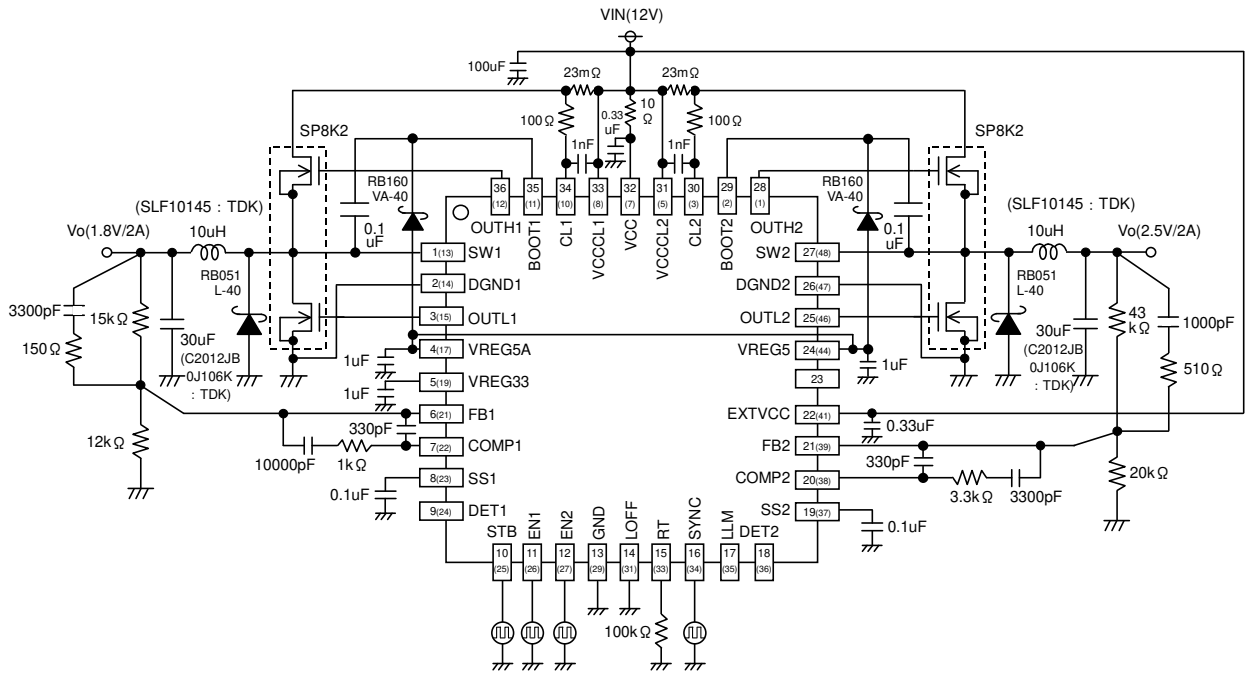 VIN(12V)
100uF
23mΩ
23mΩ
100Ω
0.33
uF
10
Ω
100Ω
1nF
1nF
SP8K2
SP8K2
RB160
VA-40
RB160
VA-40
0.1
uF
0.1
uF
36
(12)
35
(11)
34
(10)
33
(8)
32
(7)
31
(5)
30
(3)
29
(2)
28
(1)
OUTH1
BOOT1
CL1
VCCCL1
VCC
VCCCL2
CL2
BOOT2
OUTH2
(SLF10145 : TDK)
Vo(1.8V/2A)
10uH
RB051
L-40
3300pF
15kΩ
150Ω
30uF
(C2012JB
0J106K
: TDK)
12kΩ
(SLF10145 : TDK)
10uH
Vo(2.5V/2A)
RB051
L-40
30uF
(C2012JB
0J106K
: TDK)
43
kΩ
1000pF
510Ω
20kΩ
1(13) SW1
2(14) DGND1
3(15) OUTL1
4(17) VREG5A
5(19) VREG33
6(21) FB1
7(22) COMP1
8(23) SS1
9(24) DET1
1uF
1uF
330pF
10000pF
1kΩ
0.1uF
SW2 27(48)
DGND2 26(47)
OUTL2 25(46)
VREG5 24(44)
23
EXTVCC 22(41)
FB2 21(39)
COMP2 20(38)
SS2 19(37)
1uF
0.33uF
330pF
3.3kΩ
3300pF
0.1uF
STB
EN1
EN2
GND
LOFF
RT
SYNC
LLM
DET2
10
(25)
11
(26)
12
(27)
13
(29)
14
(31)
15
(33)
16
(34)
17
(35)
18
(36)
100kΩ